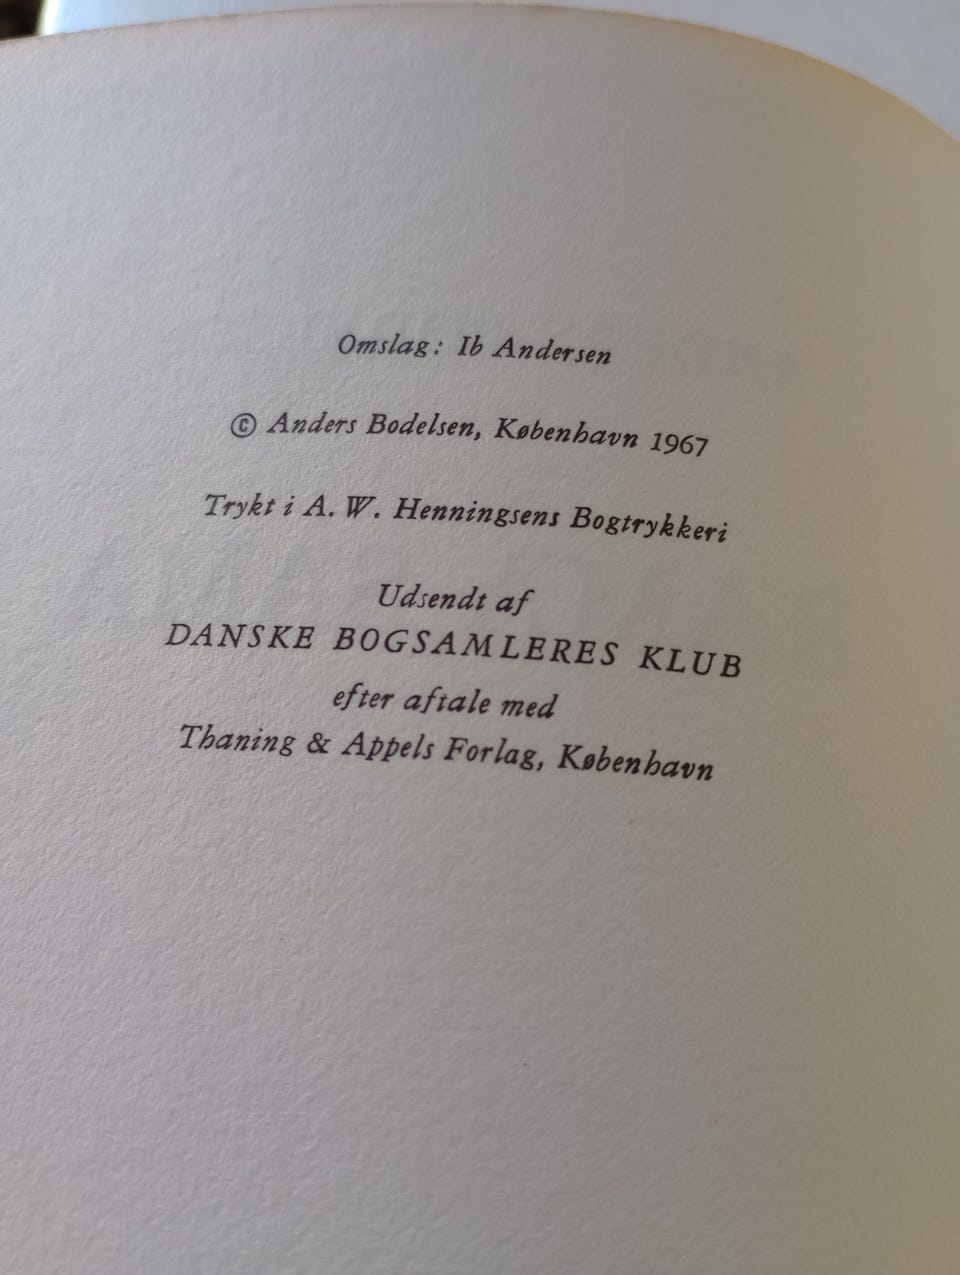 Omslag: Ib Andersen
© Anders Bodelsen, København 1967
Trykt i A. W. Henningsens Bogtrykkeri
Udsendt af
DANSKE BOGSAMLERES KLUB
efter aftale med
Thaning & Appels Forlag, København